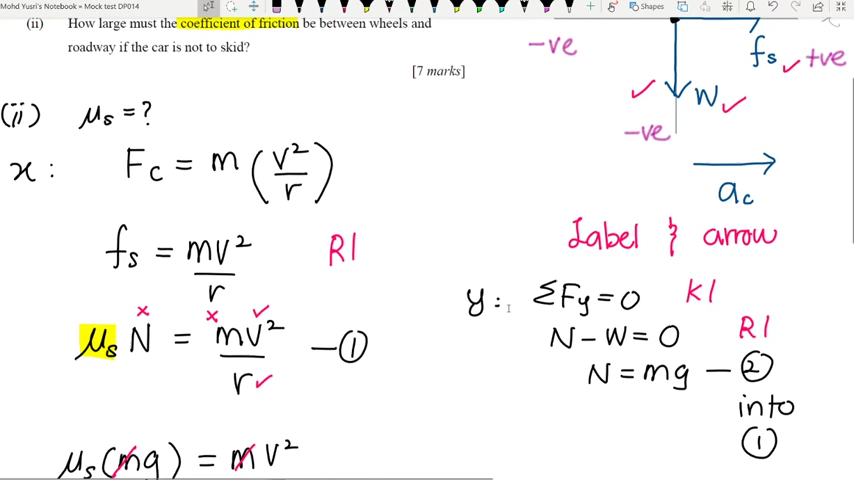 Mohd Yusri's Notebook » Mock test DP014
Shapes
(ii) How large must the coefficient of friction be between wheels and
roadway if the car is not to skid?
[7 marks]
-ve
fs
+ve
W
-ve
ac
Label & arrow
(ii) μs = ?
x : Fc = m (v²/r)
fs = mv²/r R1
μs N = mv²/r — ①
μs (mg) = mv²
y : ΣFy = 0 K1
N - W = 0 R1
N = mg — ②
into
①